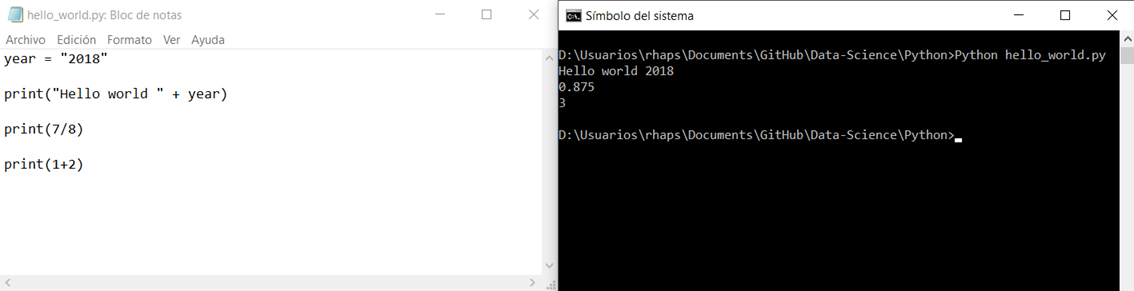 hello_world.py: Bloc de notas
Archivo Edición Formato Ver Ayuda
year = "2018"
print("Hello world " + year)
print(7/8)
print(1+2)
Símbolo del sistema
D:\Usuarios\rhaps\Documents\GitHub\Data-Science\Python>Python hello_world.py
Hello world 2018
0.875
3
D:\Usuarios\rhaps\Documents\GitHub\Data-Science\Python>